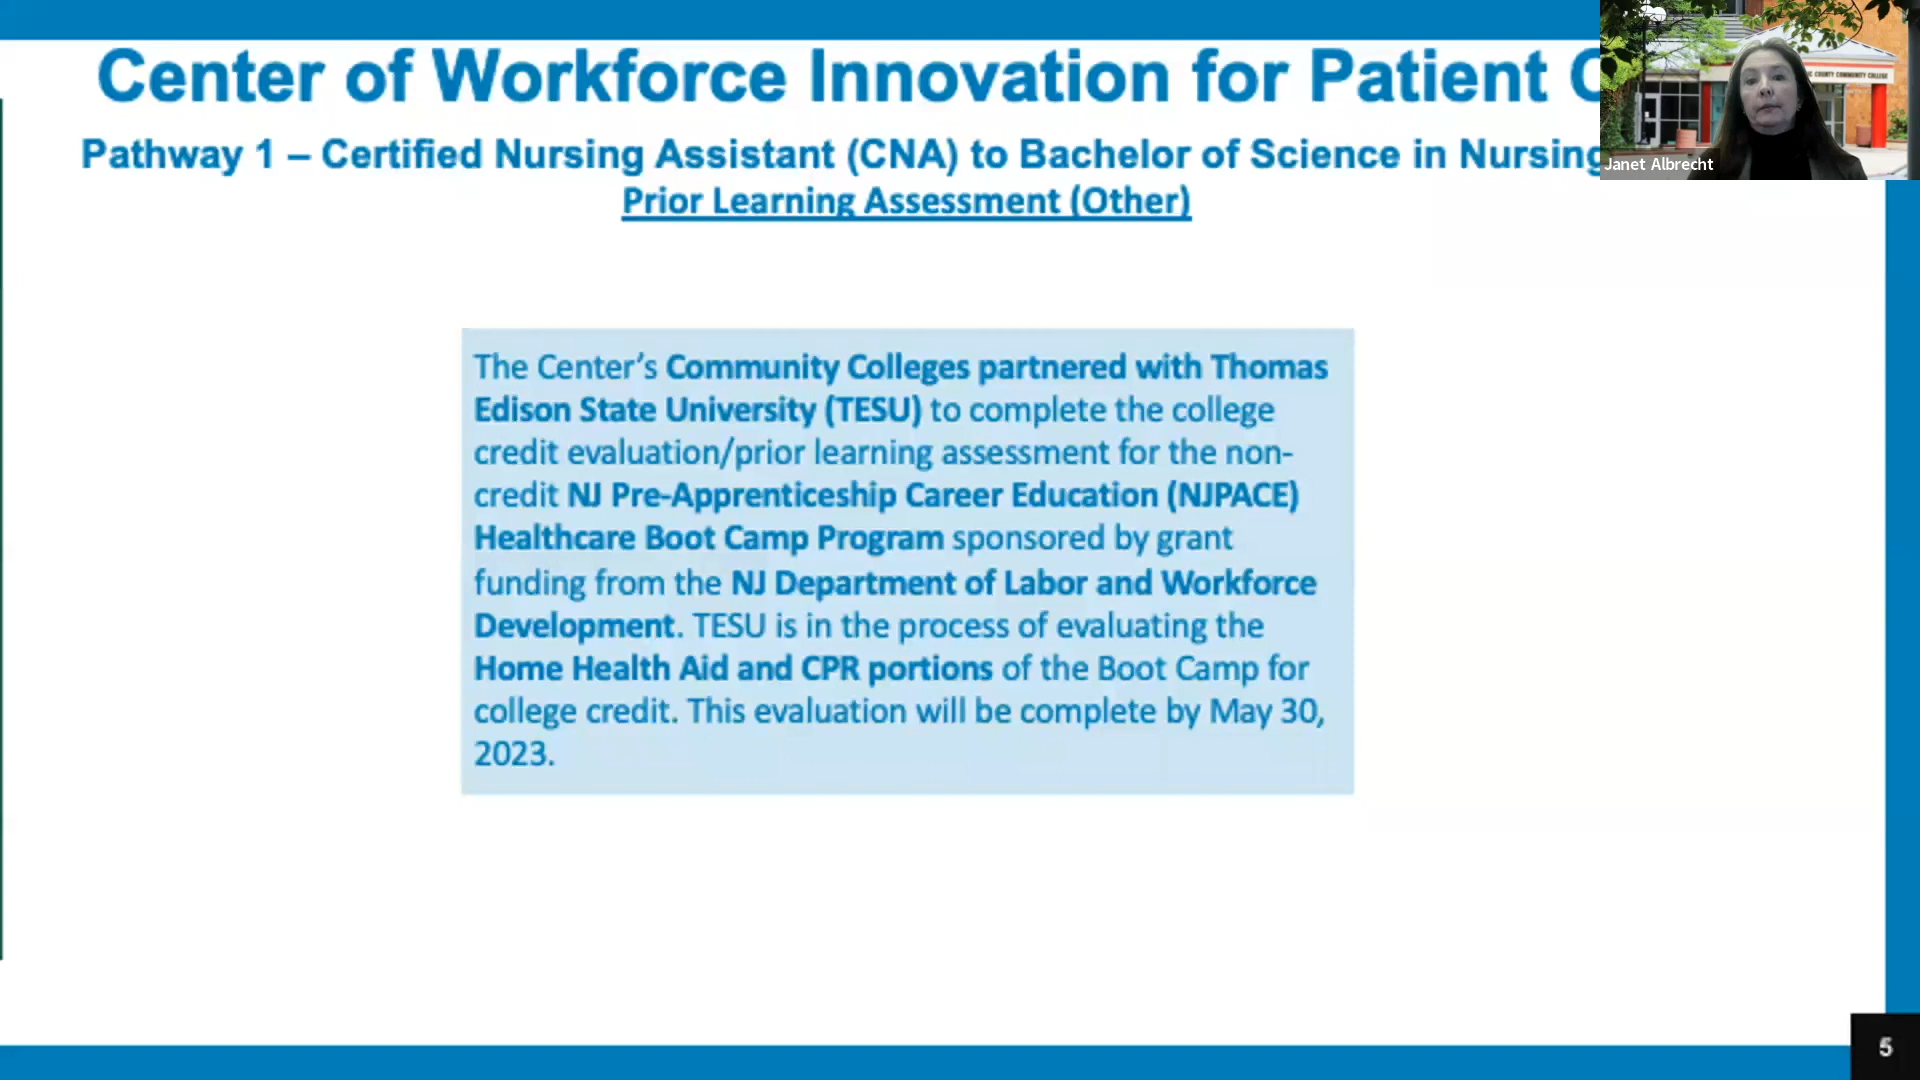 Center of Workforce Innovation for Patient C
Pathway 1 – Certified Nursing Assistant (CNA) to Bachelor of Science in Nursing
Prior Learning Assessment (Other)
COUNTY COMMUNITY COLLEGE
Janet Albrecht
The Center’s Community Colleges partnered with Thomas
Edison State University (TESU) to complete the college
credit evaluation/prior learning assessment for the non-
credit NJ Pre-Apprenticeship Career Education (NJPACE)
Healthcare Boot Camp Program sponsored by grant
funding from the NJ Department of Labor and Workforce
Development. TESU is in the process of evaluating the
Home Health Aid and CPR portions of the Boot Camp for
college credit. This evaluation will be complete by May 30,
2023.
5